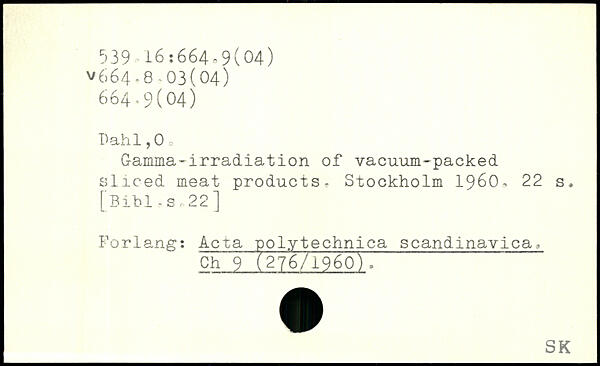 539.16:664.9(04)
v664.8.03(04)
664.9(04)
Dahl,O.
Gamma-irradiation of vacuum-packed
sliced meat products. Stockholm 1960. 22 s.
[Bibl.s.22]
Forlang: Acta polytechnica scandinavica.
Ch 9 (276/1960).
SK